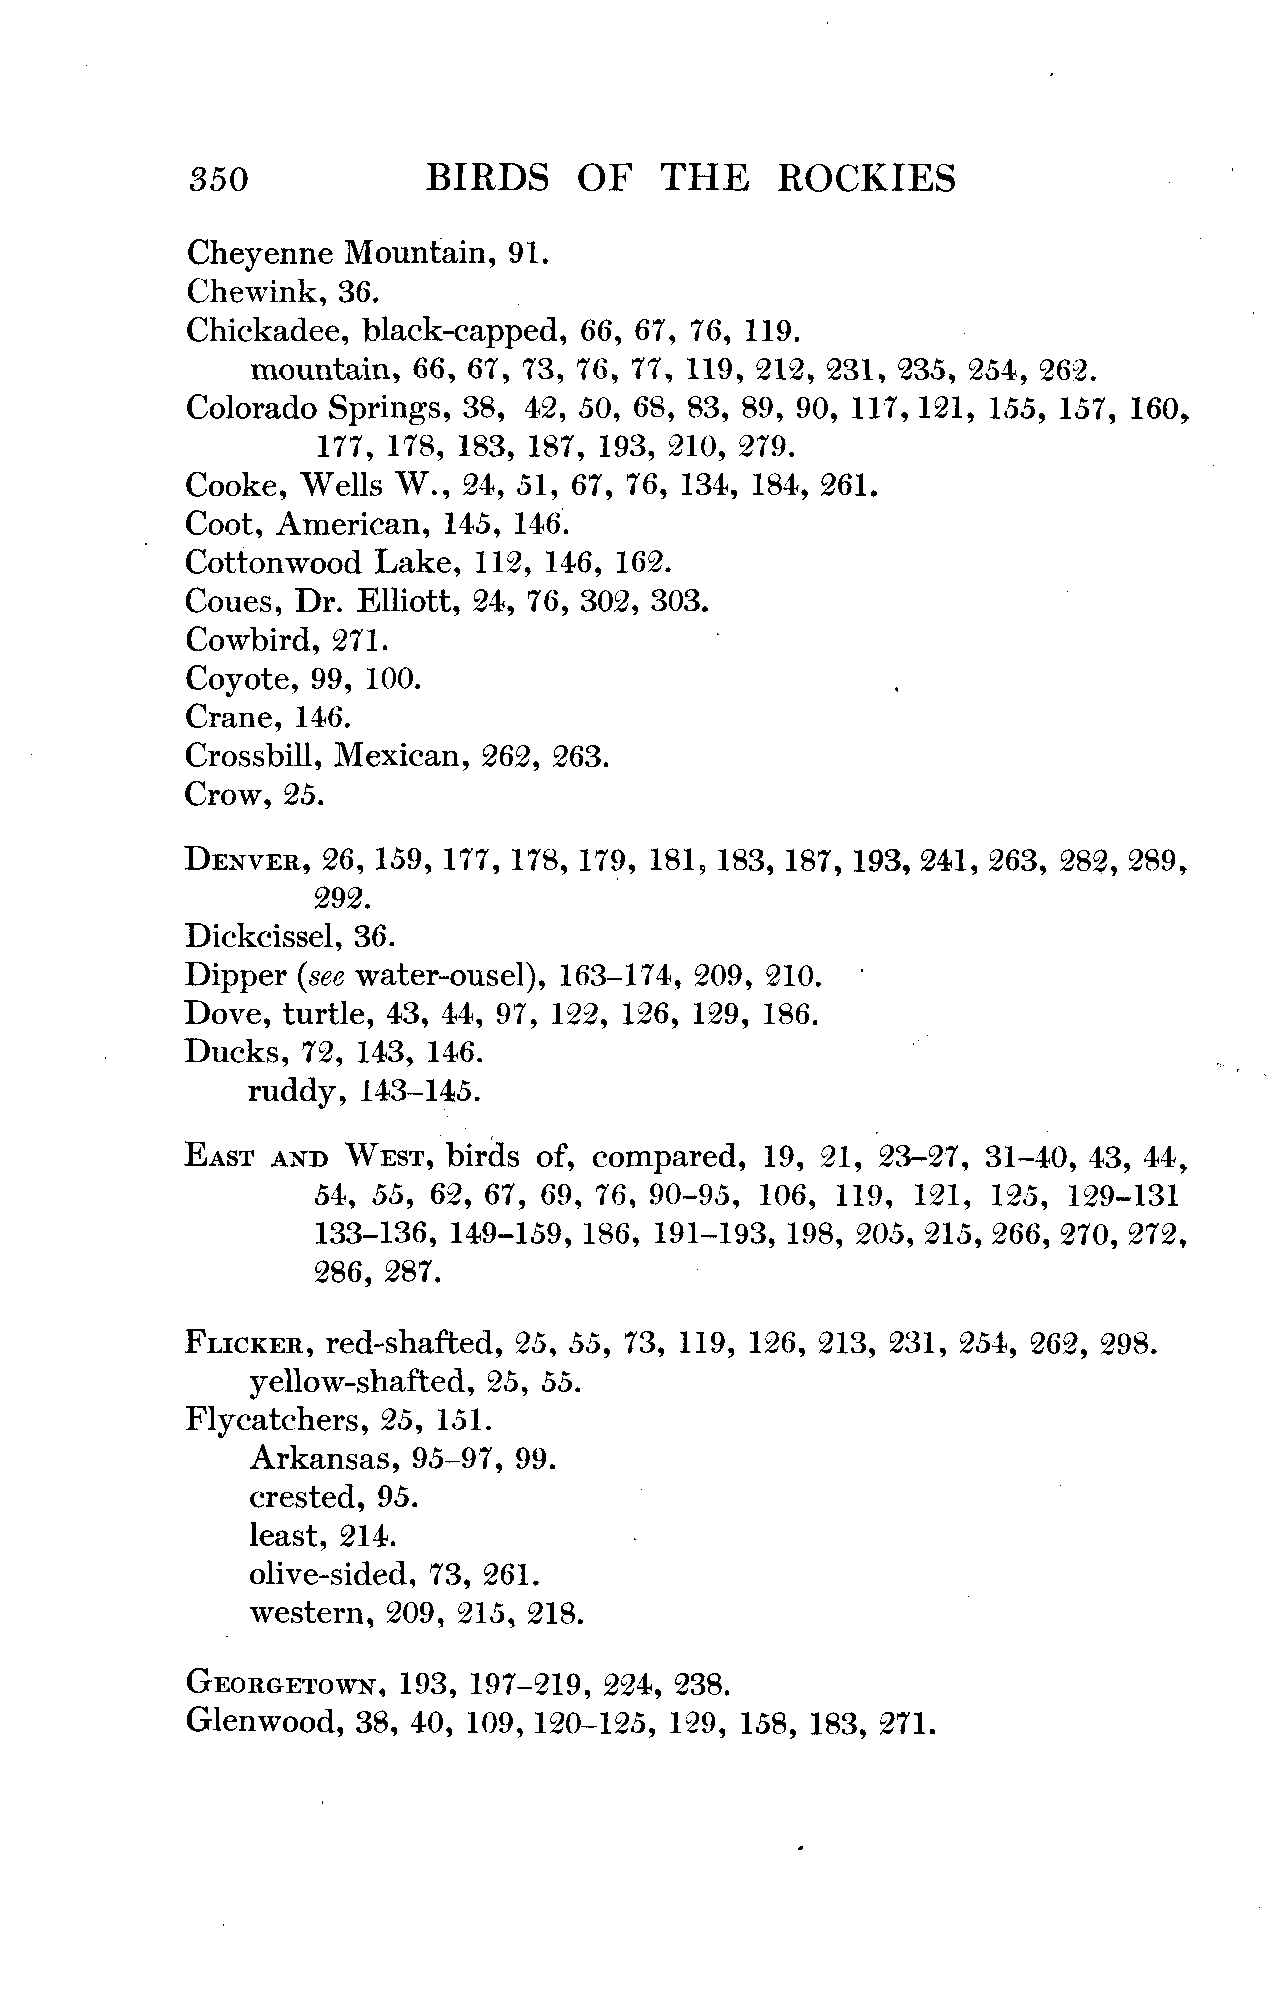 350 BIRDS OF THE ROCKIES
Cheyenne Mountain, 91.
Chewink, 36.
Chickadee, black-capped, 66, 67, 76, 119.
mountain, 66, 67, 73, 76, 77, 119, 212, 231, 235, 254, 262.
Colorado Springs, 38, 42, 50, 68, 83, 89, 90, 117, 121, 155, 157, 160,
177, 178, 183, 187, 193, 210, 279.
Cooke, Wells W., 24, 51, 67, 76, 134, 184, 261.
Coot, American, 145, 146.
Cottonwood Lake, 112, 146, 162.
Coues, Dr. Elliott, 24, 76, 302, 303.
Cowbird, 271.
Coyote, 99, 100.
Crane, 146.
Crossbill, Mexican, 262, 263.
Crow, 25.
DENVER, 26, 159, 177, 178, 179, 181, 183, 187, 193, 241, 263, 282, 289,
292.
Dickcissel, 36.
Dipper (see water-ousel), 163–174, 209, 210.
Dove, turtle, 43, 44, 97, 122, 126, 129, 186.
Ducks, 72, 143, 146.
ruddy, 143–145.
EAST AND WEST, birds of, compared, 19, 21, 23–27, 31–40, 43, 44,
54, 55, 62, 67, 69, 76, 90–95, 106, 119, 121, 125, 129–131
133–136, 149–159, 186, 191–193, 198, 205, 215, 266, 270, 272,
286, 287.
FLICKER, red-shafted, 25, 55, 73, 119, 126, 213, 231, 254, 262, 298.
yellow-shafted, 25, 55.
Flycatchers, 25, 151.
Arkansas, 95–97, 99.
crested, 95.
least, 214.
olive-sided, 73, 261.
western, 209, 215, 218.
GEORGETOWN, 193, 197–219, 224, 238.
Glenwood, 38, 40, 109, 120–125, 129, 158, 183, 271.